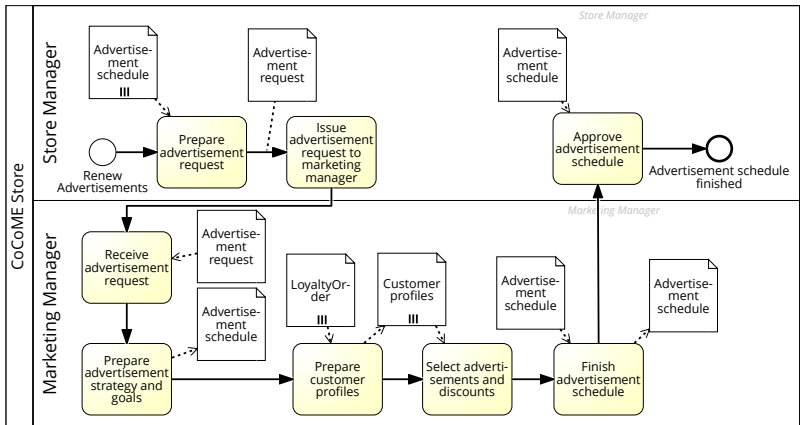 CoCoME Store
Store Manager
Store Manager
Advertise-
ment
schedule
Advertise-
ment
request
Advertise-
ment
schedule
Renew
Advertisements
Prepare
advertisement
request
Issue
advertisement
request to
marketing
manager
Approve
advertisement
schedule
Advertisement schedule
finished
Marketing Manager
Marketing Manager
Receive
advertisement
request
Advertise-
ment
request
Advertise-
ment
schedule
LoyaltyOr-
der
Customer
profiles
Advertise-
ment
schedule
Advertise-
ment
schedule
Prepare
advertisement
strategy and
goals
Prepare
customer
profiles
Select adverti-
sements and
discounts
Finish
advertisement
schedule